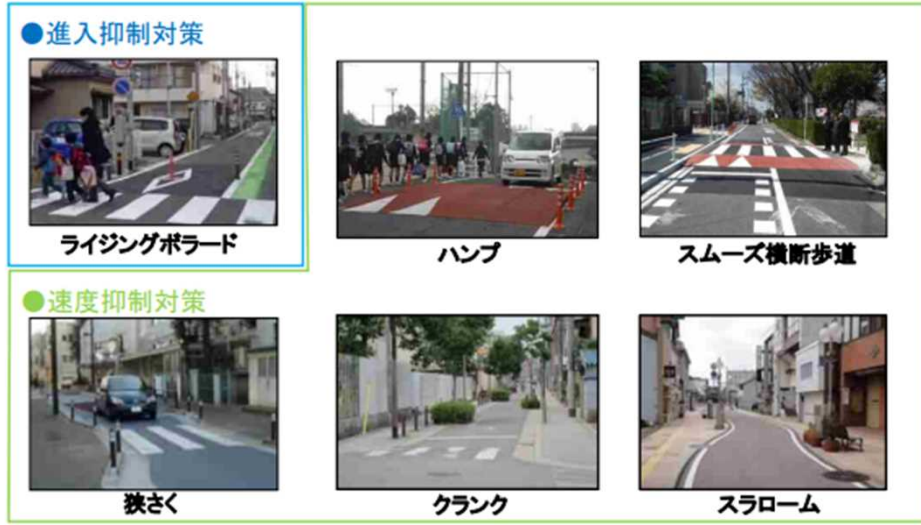 ●進入抑制対策
ライジングボラード
ハンプ
スムーズ横断歩道
●速度抑制対策
狭さく
クランク
スラローム